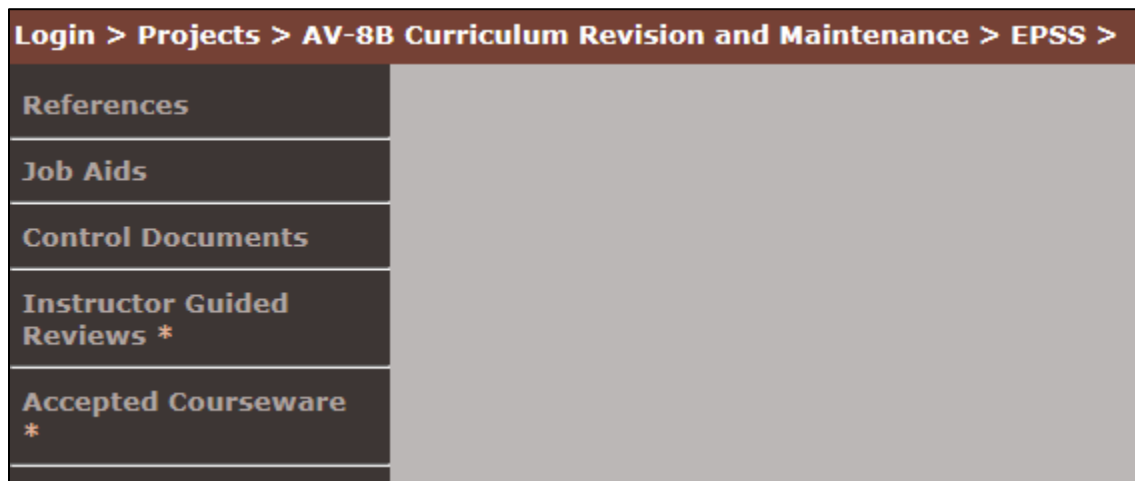 Login > Projects > AV-8B Curriculum Revision and Maintenance > EPSS >
References
Job Aids
Control Documents
Instructor Guided
Reviews *
Accepted Courseware
*